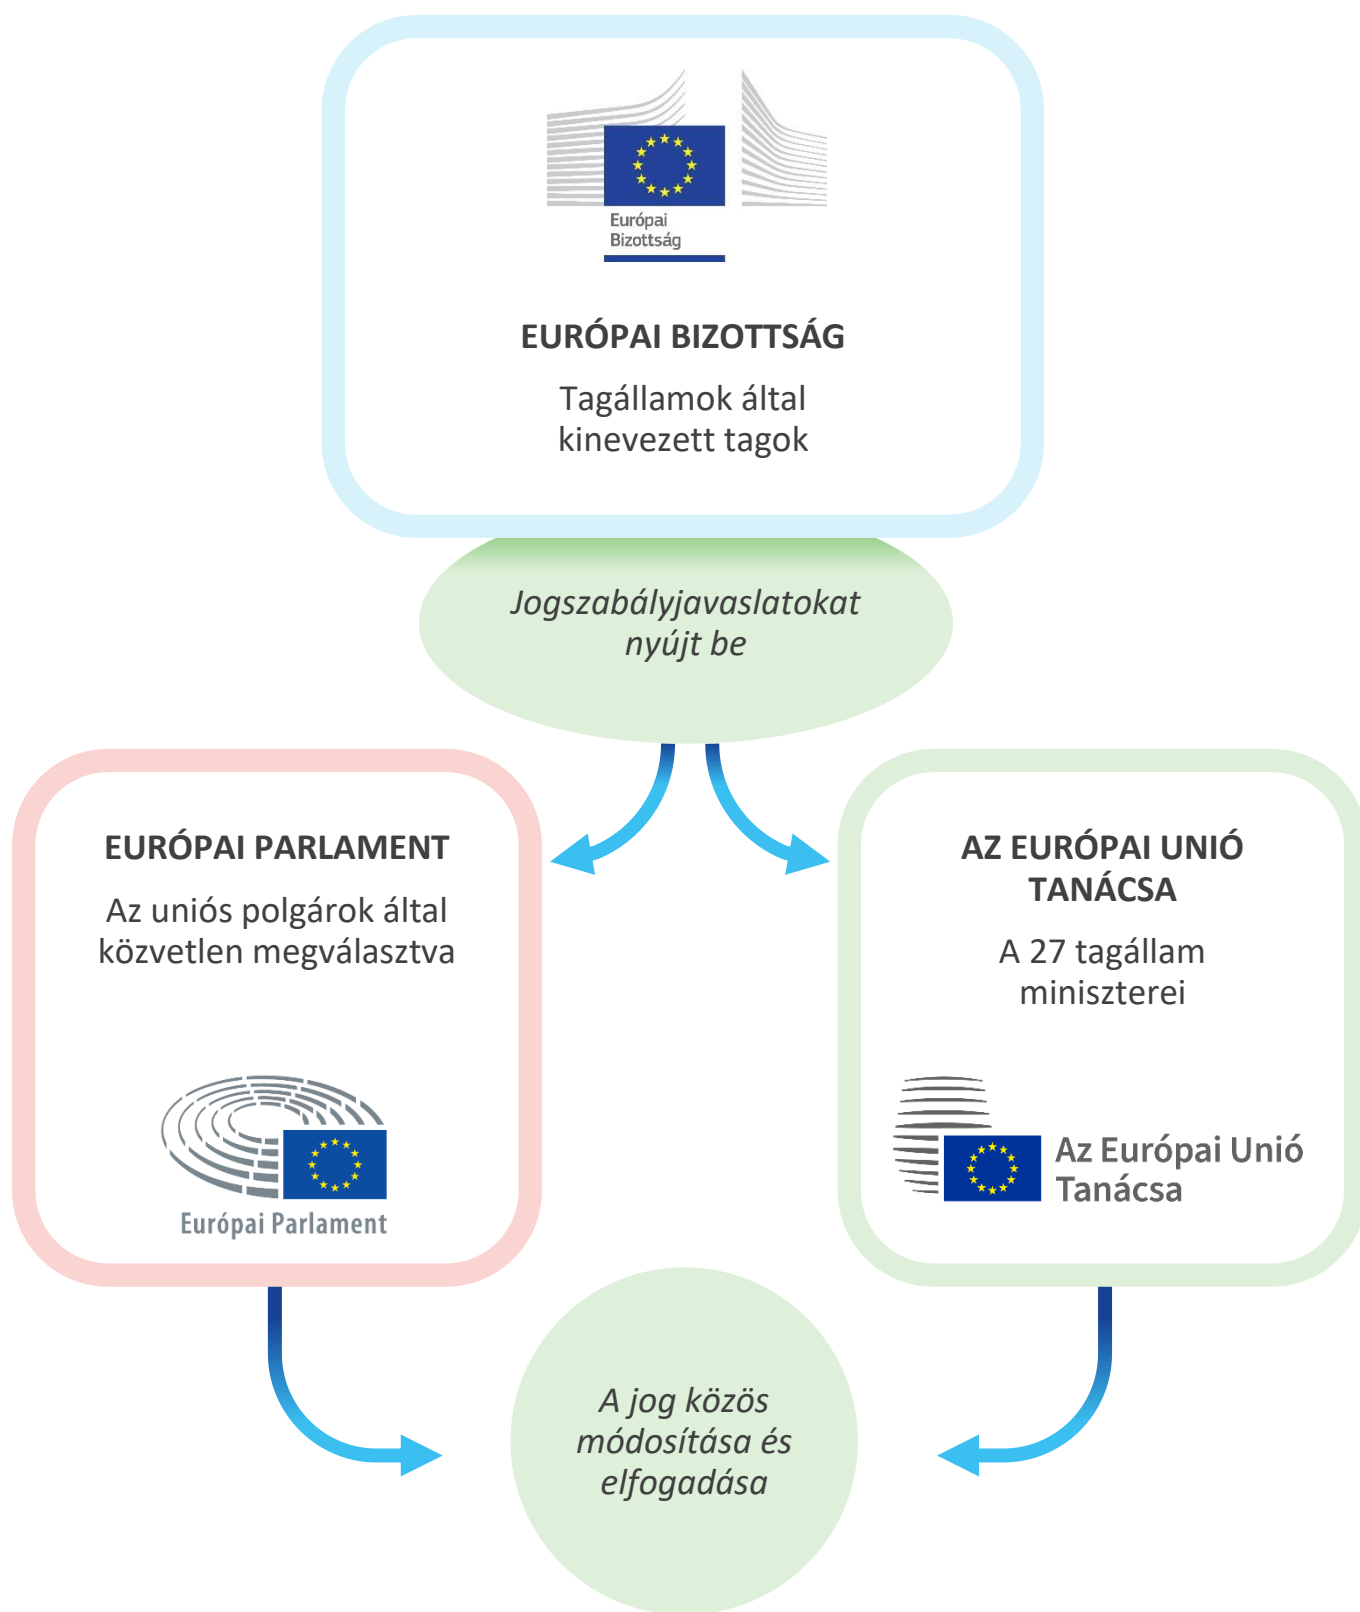 Európai
Bizottság
EURÓPAI BIZOTTSÁG
Tagállamok által
kinevezett tagok
Jogszabályjavaslatokat
nyújt be
EURÓPAI PARLAMENT
Az uniós polgárok által
közvetlen megválasztva
Európai Parlament
AZ EURÓPAI UNIÓ
TANÁCSA
A 27 tagállam
miniszterei
Az Európai Unió
Tanácsa
A jog közös
módosítása és
elfogadása